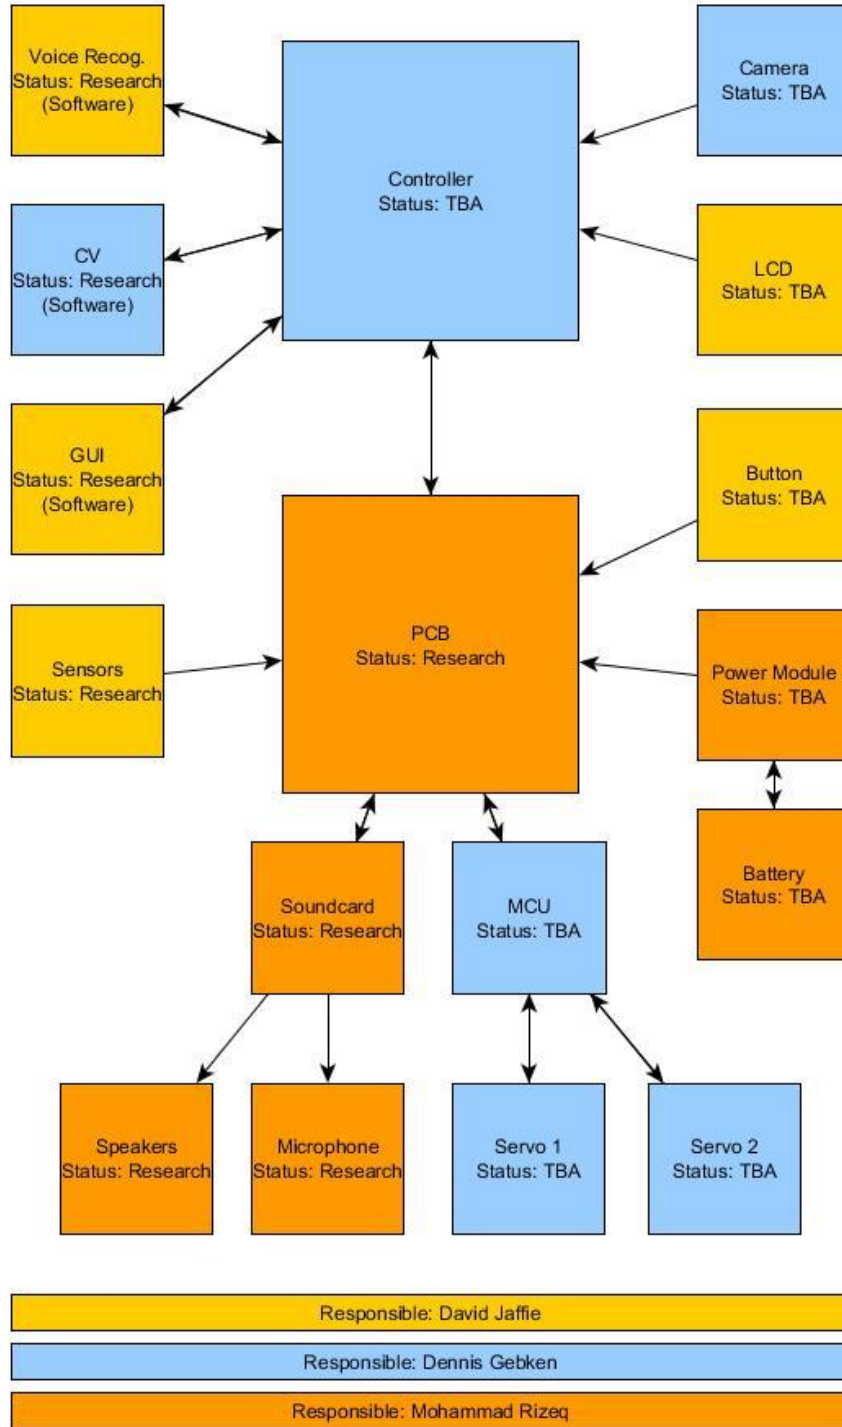 Voice Recog.
Status: Research
(Software)
Controller
Status: TBA
Camera
Status: TBA
CV
Status: Research
(Software)
LCD
Status: TBA
GUI
Status: Research
(Software)
Button
Status: TBA
Sensors
Status: Research
PCB
Status: Research
Power Module
Status: TBA
Battery
Status: TBA
Soundcard
Status: Research
MCU
Status: TBA
Speakers
Status: Research
Microphone
Status: Research
Servo 1
Status: TBA
Servo 2
Status: TBA
Responsible: David Jaffie
Responsible: Dennis Gebken
Responsible: Mohammad Rizeq